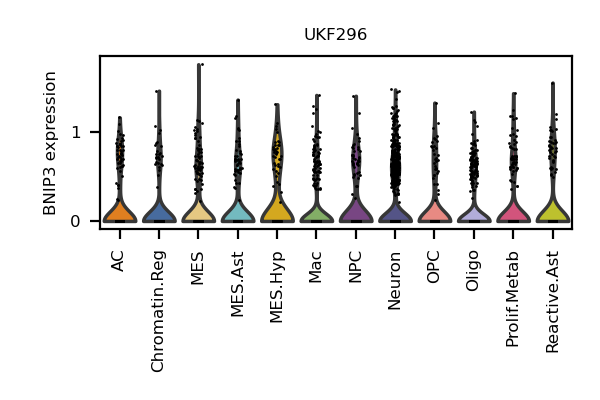 UKF296
BNIP3 expression
1
0
AC
Chromatin.Reg
MES
MES.Ast
MES.Hyp
Mac
NPC
Neuron
OPC
Oligo
Prolif.Metab
Reactive.Ast